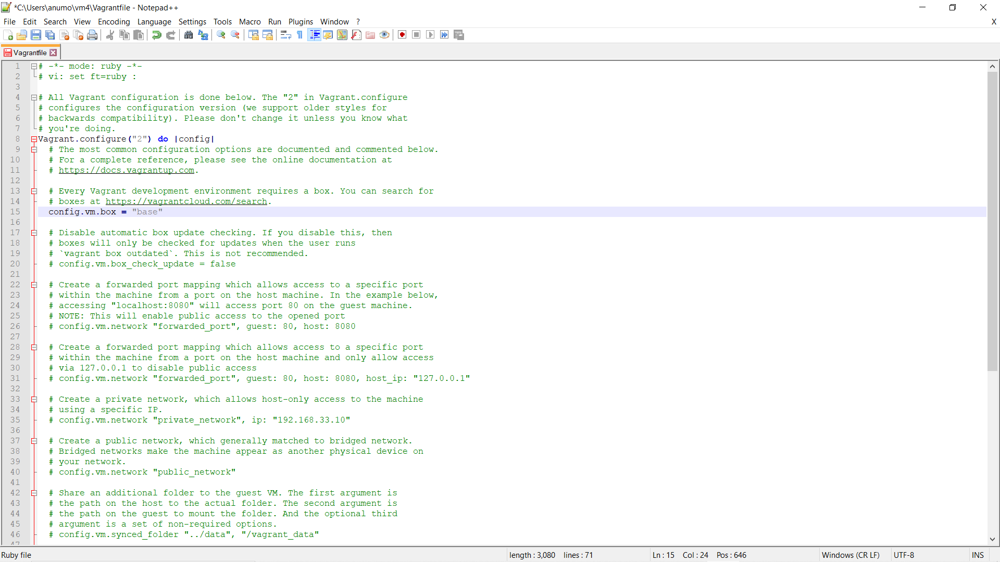 *C:\Users\anumo\vm4\Vagrantfile - Notepad++
File Edit Search View Encoding Language Settings Tools Macro Run Plugins Window ? X
Vagrantfile
1 # -*- mode: ruby -*-
2 # vi: set ft=ruby :
3
4 # All Vagrant configuration is done below. The "2" in Vagrant.configure
5 # configures the configuration version (we support older styles for
6 # backwards compatibility). Please don't change it unless you know what
7 # you're doing.
8 Vagrant.configure("2") do |config|
9 # The most common configuration options are documented and commented below.
10 # For a complete reference, please see the online documentation at
11 # https://docs.vagrantup.com.
12
13 # Every Vagrant development environment requires a box. You can search for
14 # boxes at https://vagrantcloud.com/search.
15 config.vm.box = "base"
16
17 # Disable automatic box update checking. If you disable this, then
18 # boxes will only be checked for updates when the user runs
19 # `vagrant box outdated`. This is not recommended.
20 # config.vm.box_check_update = false
21
22 # Create a forwarded port mapping which allows access to a specific port
23 # within the machine from a port on the host machine. In the example below,
24 # accessing "localhost:8080" will access port 80 on the guest machine.
25 # NOTE: This will enable public access to the opened port
26 # config.vm.network "forwarded_port", guest: 80, host: 8080
27
28 # Create a forwarded port mapping which allows access to a specific port
29 # within the machine from a port on the host machine and only allow access
30 # via 127.0.0.1 to disable public access
31 # config.vm.network "forwarded_port", guest: 80, host: 8080, host_ip: "127.0.0.1"
32
33 # Create a private network, which allows host-only access to the machine
34 # using a specific IP.
35 # config.vm.network "private_network", ip: "192.168.33.10"
36
37 # Create a public network, which generally matched to bridged network.
38 # Bridged networks make the machine appear as another physical device on
39 # your network.
40 # config.vm.network "public_network"
41
42 # Share an additional folder to the guest VM. The first argument is
43 # the path on the host to the actual folder. The second argument is
44 # the path on the guest to mount the folder. And the optional third
45 # argument is a set of non-required options.
46 # config.vm.synced_folder "../data", "/vagrant_data"
47
Ruby file length : 3,080 lines : 71 Ln : 15 Col : 24 Pos : 646 Windows (CR LF) UTF-8 INS